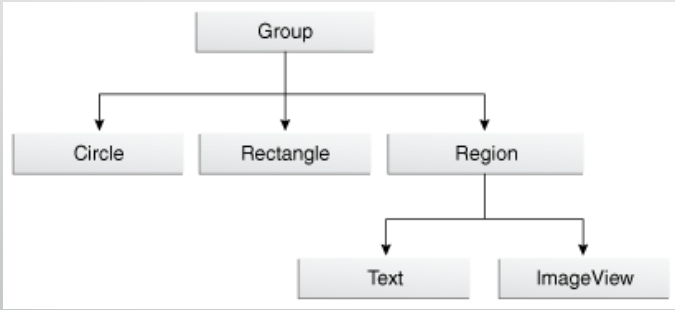 Group
Circle
Rectangle
Region
Text
ImageView